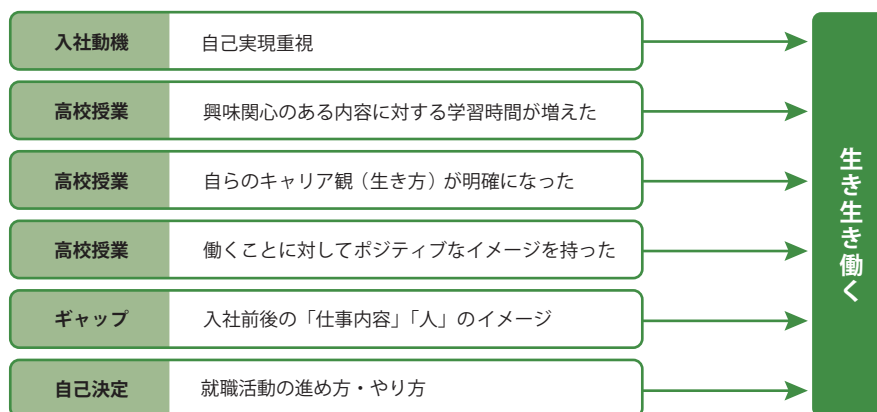 入社動機 自己実現重視
高校授業 興味関心のある内容に対する学習時間が増えた
高校授業 自らのキャリア観（生き方）が明確になった
高校授業 働くことに対してポジティブなイメージを持った
ギャップ 入社前後の「仕事内容」「人」のイメージ
自己決定 就職活動の進め方・やり方
生き生き働く